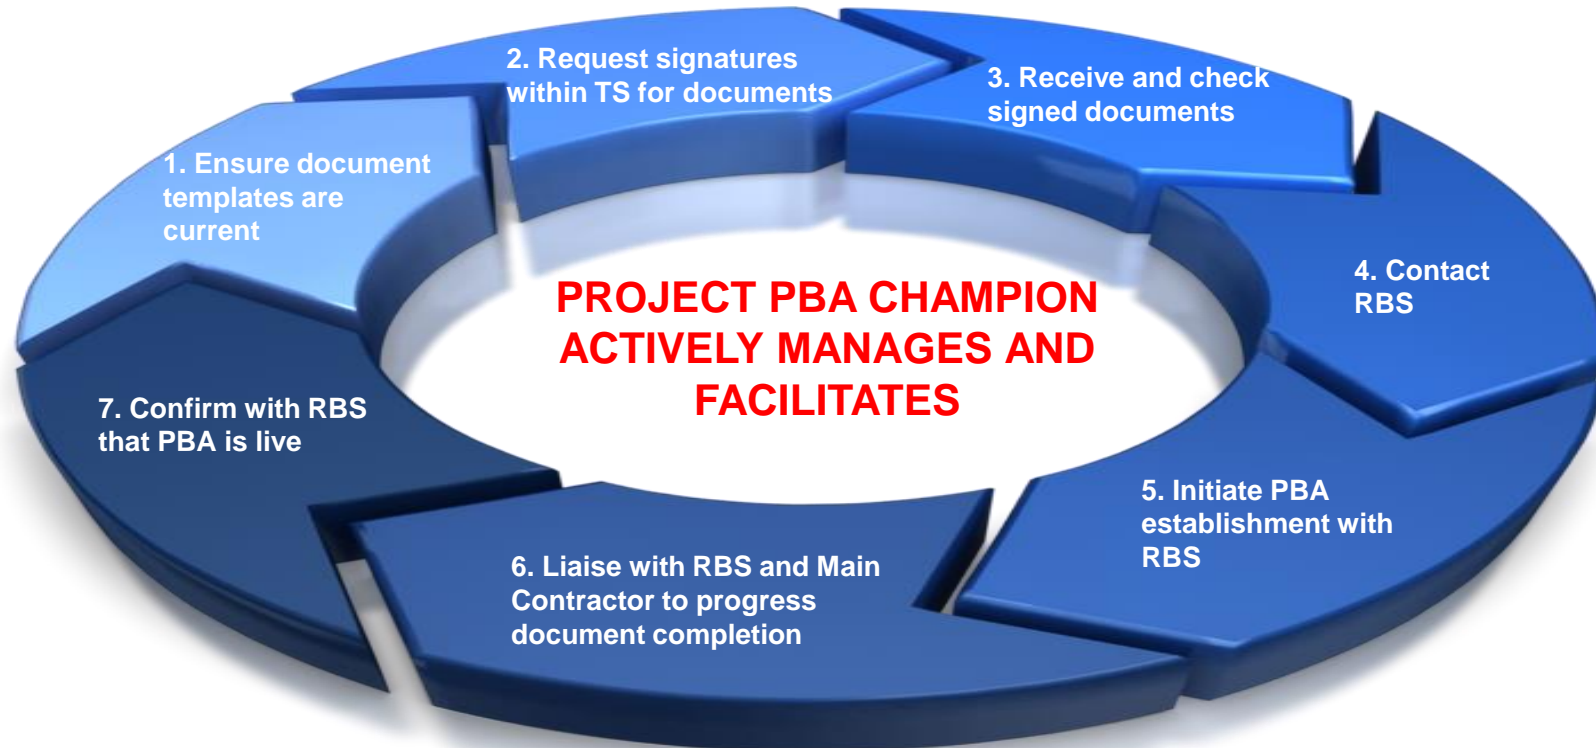 2. Request signatures
within TS for documents
3. Receive and check
signed documents
1. Ensure document
templates are
current
4. Contact
RBS
PROJECT PBA CHAMPION
ACTIVELY MANAGES AND
FACILITATES
7. Confirm with RBS
that PBA is live
5. Initiate PBA
establishment with
RBS
6. Liaise with RBS and Main
Contractor to progress
document completion